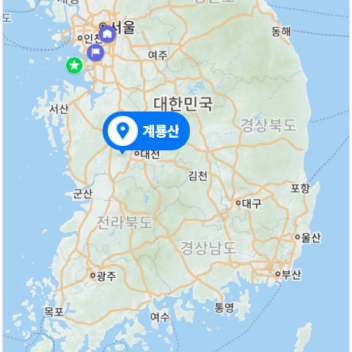 서울
동해
인천
여주
서산
대한민국
경상북도
계룡산
대전
김천
포항
군산
대구
전라북도
울산
경상남도
광주
부산
통영
목포
여수